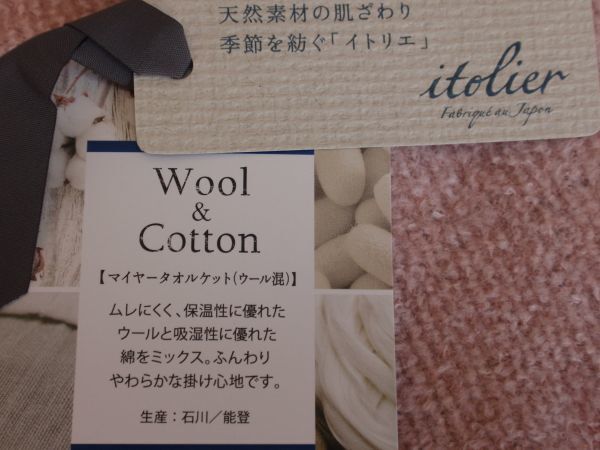 天然素材の肌ざわり
季節を紡ぐ「イトリエ」
itolier
Fabriqué au Japon
Wool
&
Cotton
【マイヤータオルケット(ウール混)】
ムレにくく、保温性に優れた
ウールと吸湿性に優れた
綿をミックス。ふんわり
やわらかな掛け心地です。
生産：石川／能登